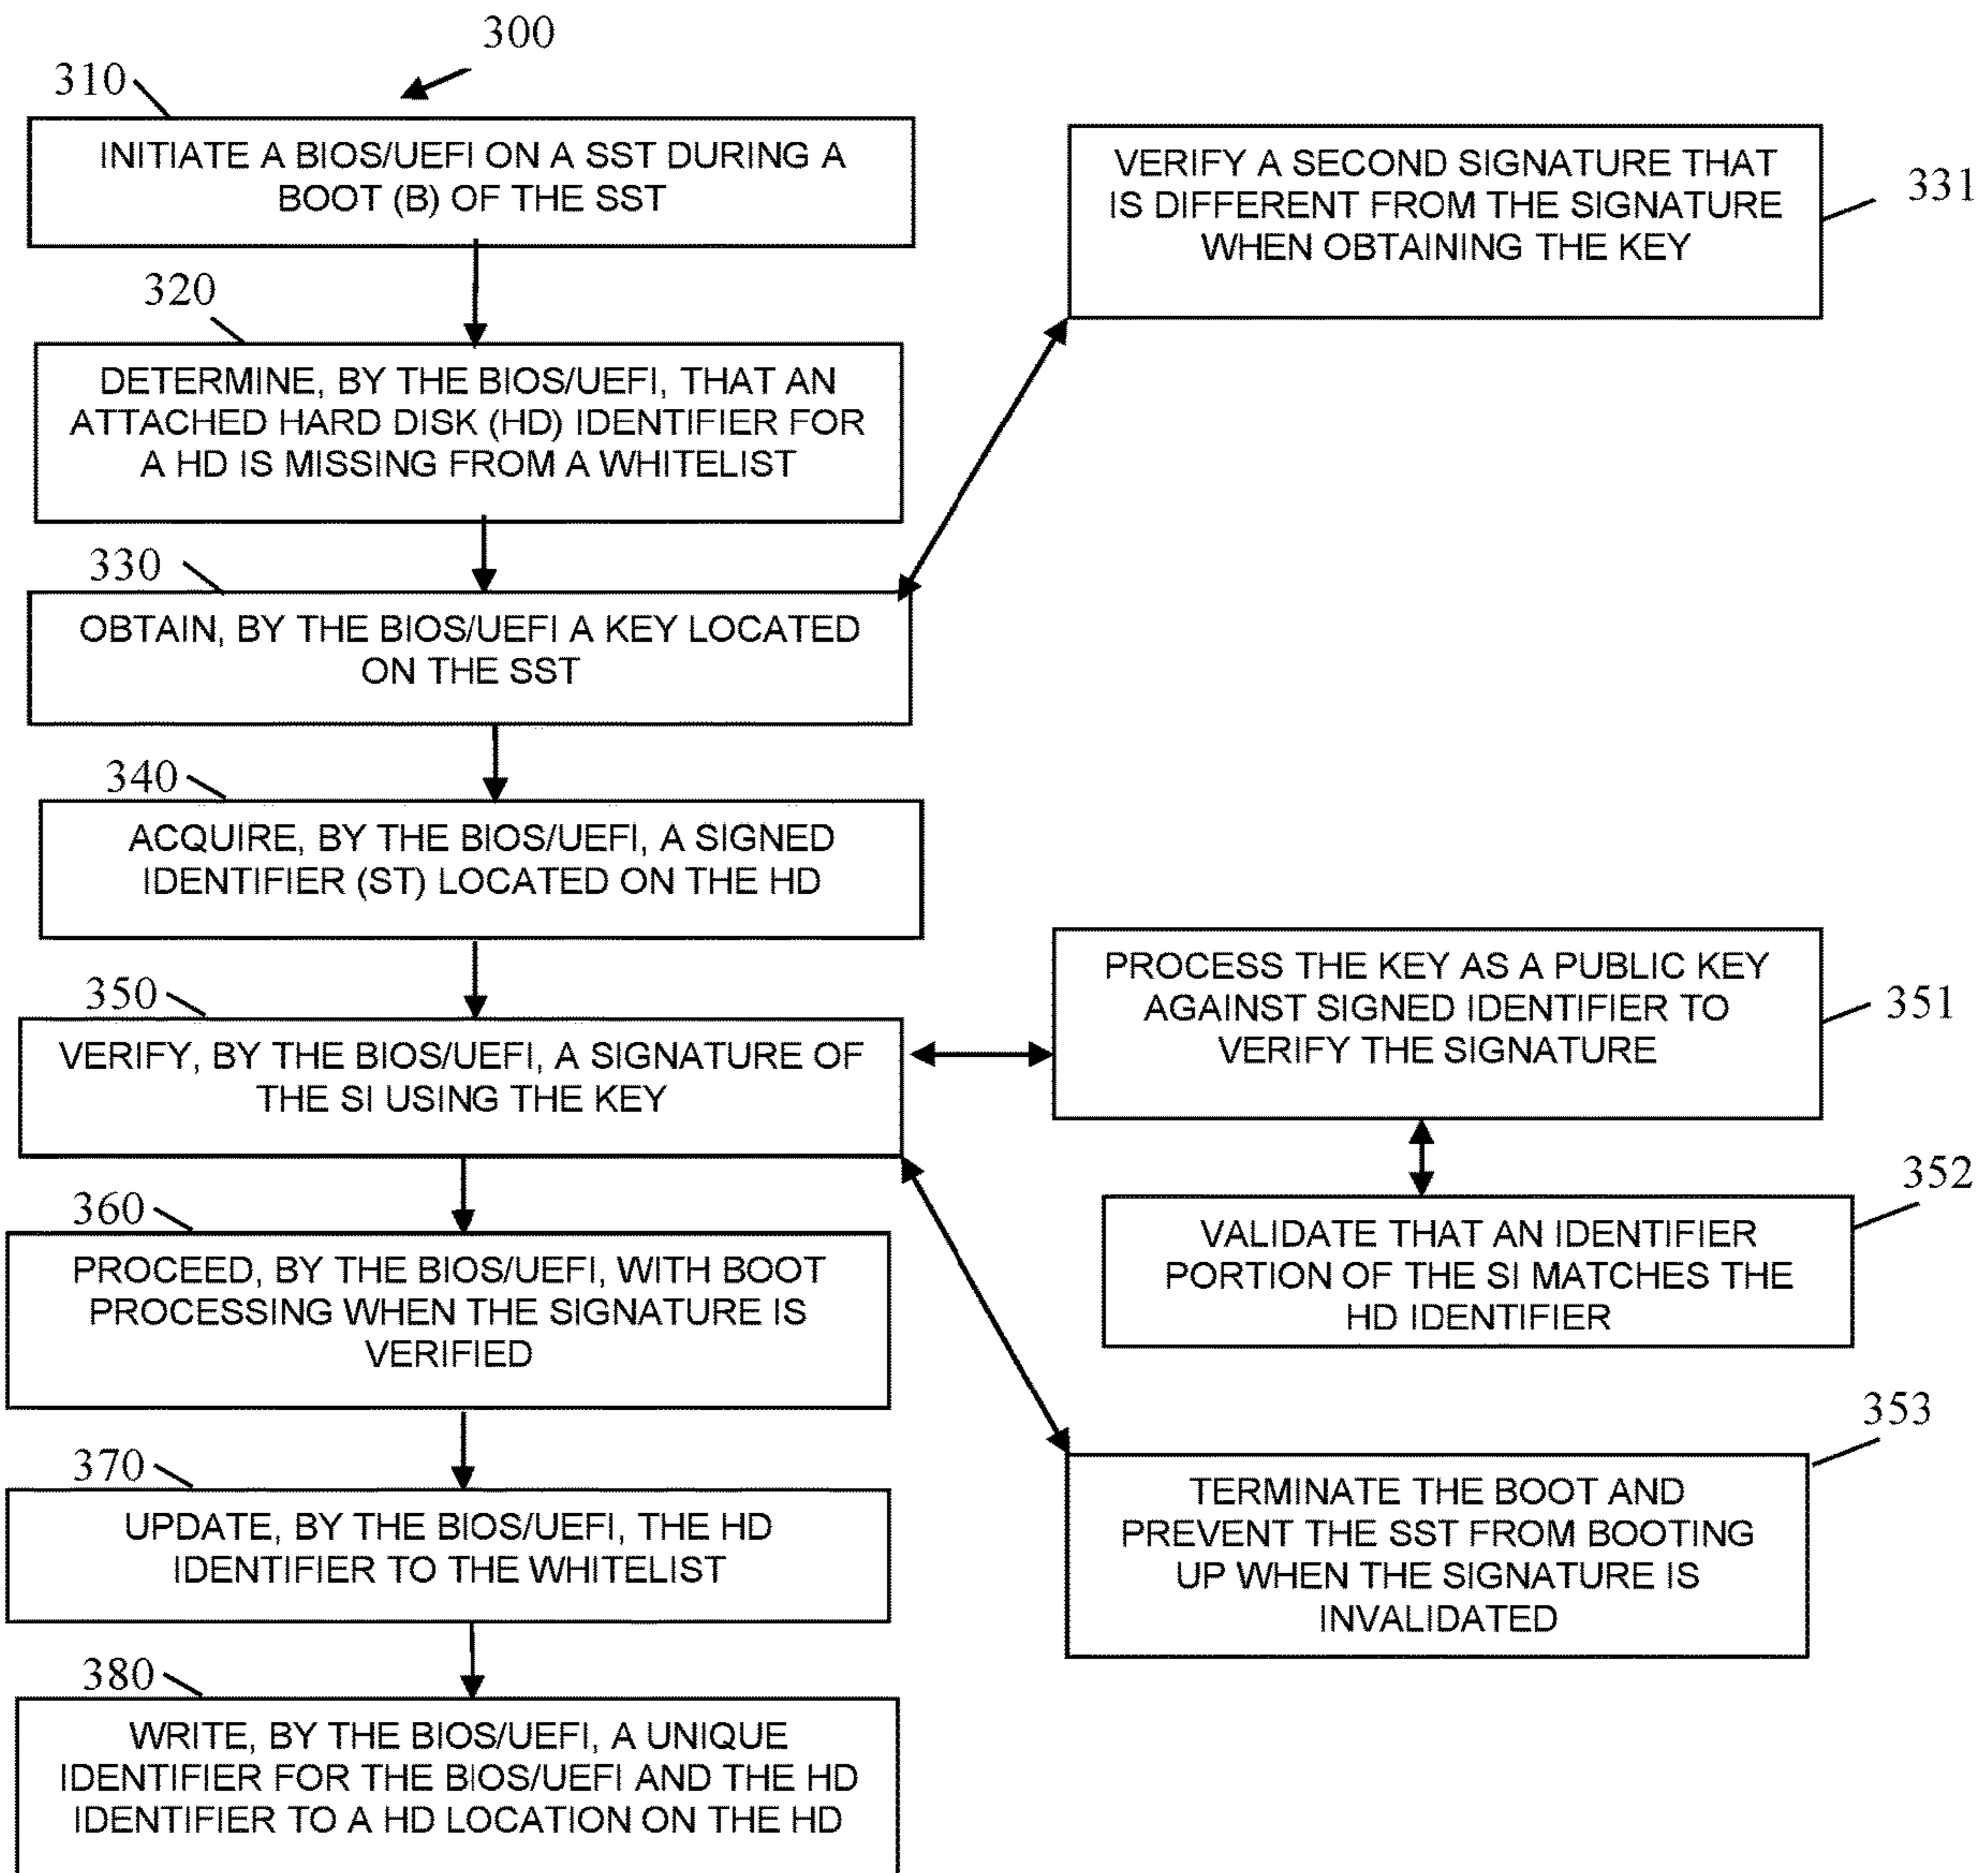 300
310
INITIATE A BIOS/UEFI ON A SST DURING A
BOOT (B) OF THE SST
320
DETERMINE, BY THE BIOS/UEFI, THAT AN
ATTACHED HARD DISK (HD) IDENTIFIER FOR
A HD IS MISSING FROM A WHITELIST
330
OBTAIN, BY THE BIOS/UEFI A KEY LOCATED
ON THE SST
331
VERIFY A SECOND SIGNATURE THAT
IS DIFFERENT FROM THE SIGNATURE
WHEN OBTAINING THE KEY
340
ACQUIRE, BY THE BIOS/UEFI, A SIGNED
IDENTIFIER (ST) LOCATED ON THE HD
350
VERIFY, BY THE BIOS/UEFI, A SIGNATURE OF
THE SI USING THE KEY
351
PROCESS THE KEY AS A PUBLIC KEY
AGAINST SIGNED IDENTIFIER TO
VERIFY THE SIGNATURE
352
VALIDATE THAT AN IDENTIFIER
PORTION OF THE SI MATCHES THE
HD IDENTIFIER
353
TERMINATE THE BOOT AND
PREVENT THE SST FROM BOOTING
UP WHEN THE SIGNATURE IS
INVALIDATED
360
PROCEED, BY THE BIOS/UEFI, WITH BOOT
PROCESSING WHEN THE SIGNATURE IS
VERIFIED
370
UPDATE, BY THE BIOS/UEFI, THE HD
IDENTIFIER TO THE WHITELIST
380
WRITE, BY THE BIOS/UEFI, A UNIQUE
IDENTIFIER FOR THE BIOS/UEFI AND THE HD
IDENTIFIER TO A HD LOCATION ON THE HD